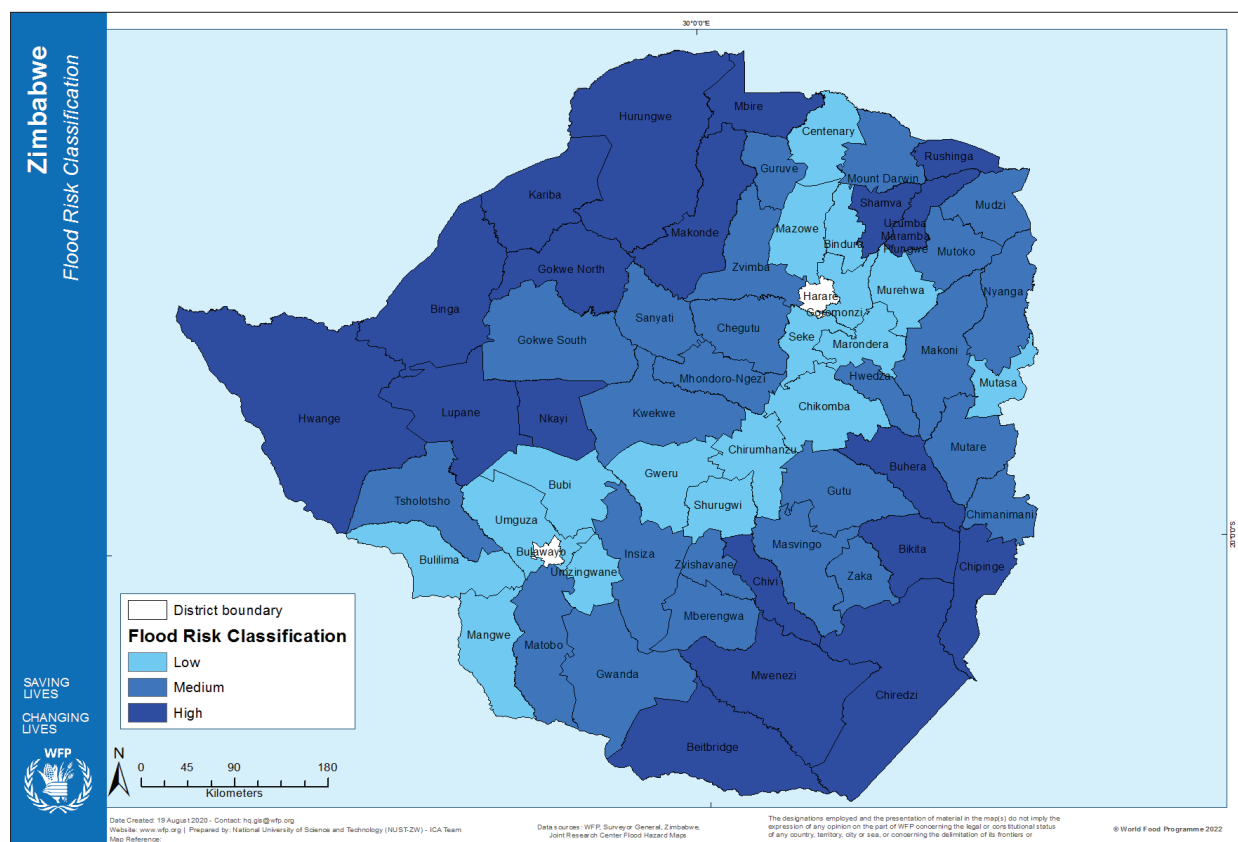 Zimbabwe
Flood Risk Classification
30°0'0"E
Mbire
Hurungwe
Centenary
Rushinga
Guruve
Mount Darwin
Kariba
Shamva
Mudzi
Uzumba
Maramba
Pfungwe
Makonde
Mazowe
Bindura
Mutoko
Zvimba
Gokwe North
Murehwa
Nyanga
Harare
Binga
Goromonzi
Sanyati
Chegutu
Gokwe South
Seke
Marondera
Makoni
Mhondoro-Ngezi
Hwedza
Mutasa
Chikomba
Hwange
Lupane
Nkayi
Kwekwe
Mutare
Chirumhanzu
Buhera
Gweru
Bubi
Gutu
Tsholotsho
Shurugwi
Chimanimani
Umguza
20°0'0"S
Masvingo
Bikita
Bulawayo
Insiza
Bulilima
Zvishavane
Chipinge
Umzingwane
Zaka
Chivi
Mberengwa
Mangwe
Matobo
Gwanda
Mwenezi
Chiredzi
Beitbridge
District boundary
Flood Risk Classification
Low
Medium
High
SAVING
LIVES
CHANGING
LIVES
WFP
N
0 45 90 180
Kilometers
Date Created: 19 August 2020 - Contact: hq.gis@wfp.org
Website: www.wfp.org | Prepared by: National University of Science and Technology (NUST-ZW) - ICA Team
Map Reference:
Data sources: WFP, Surveyor General, Zimbabwe,
Joint Research Center Flood Hazard Maps
The designations employed and the presentation of material in the map(s) do not imply the
expression of any opinion on the part of WFP concerning the legal or constitutional status
of any country, territory, city or sea, or concerning the delimitation of its frontiers or
© World Food Programme 2022